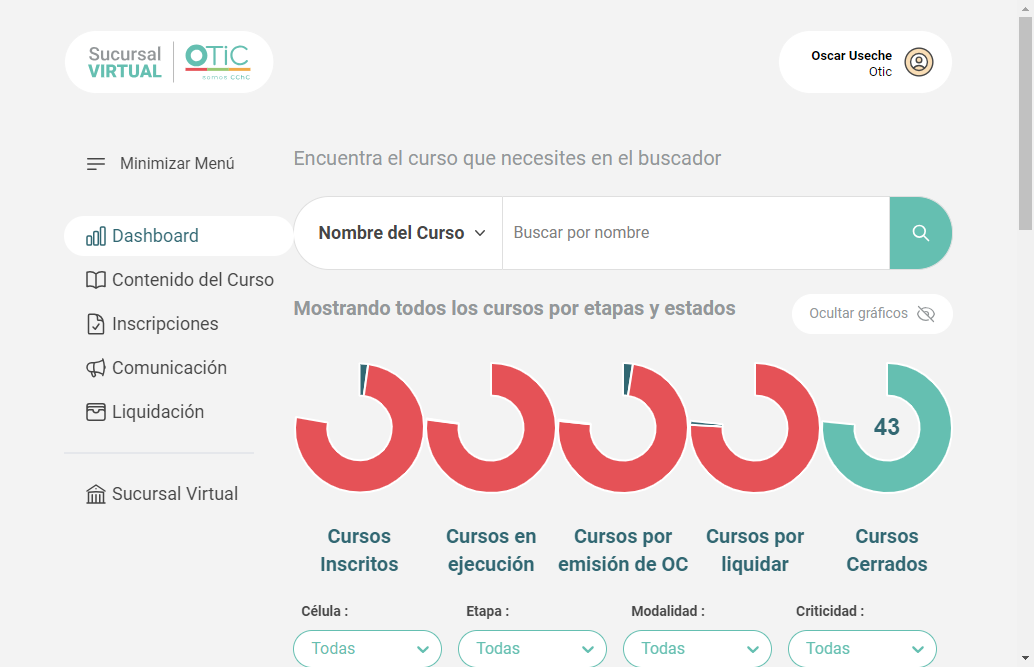 Sucursal
VIRTUAL
OTiC
somos CChC
Oscar Useche
Otic
Minimizar Menú
Dashboard
Contenido del Curso
Inscripciones
Comunicación
Liquidación
Sucursal Virtual
Encuentra el curso que necesites en el buscador
Nombre del Curso
Buscar por nombre
Mostrando todos los cursos por etapas y estados
Ocultar gráficos
43
Cursos
Inscritos
Cursos en
ejecución
Cursos por
emisión de OC
Cursos por
liquidar
Cursos
Cerrados
Célula :
Etapa :
Modalidad :
Criticidad :
Todas
Todas
Todas
Todas